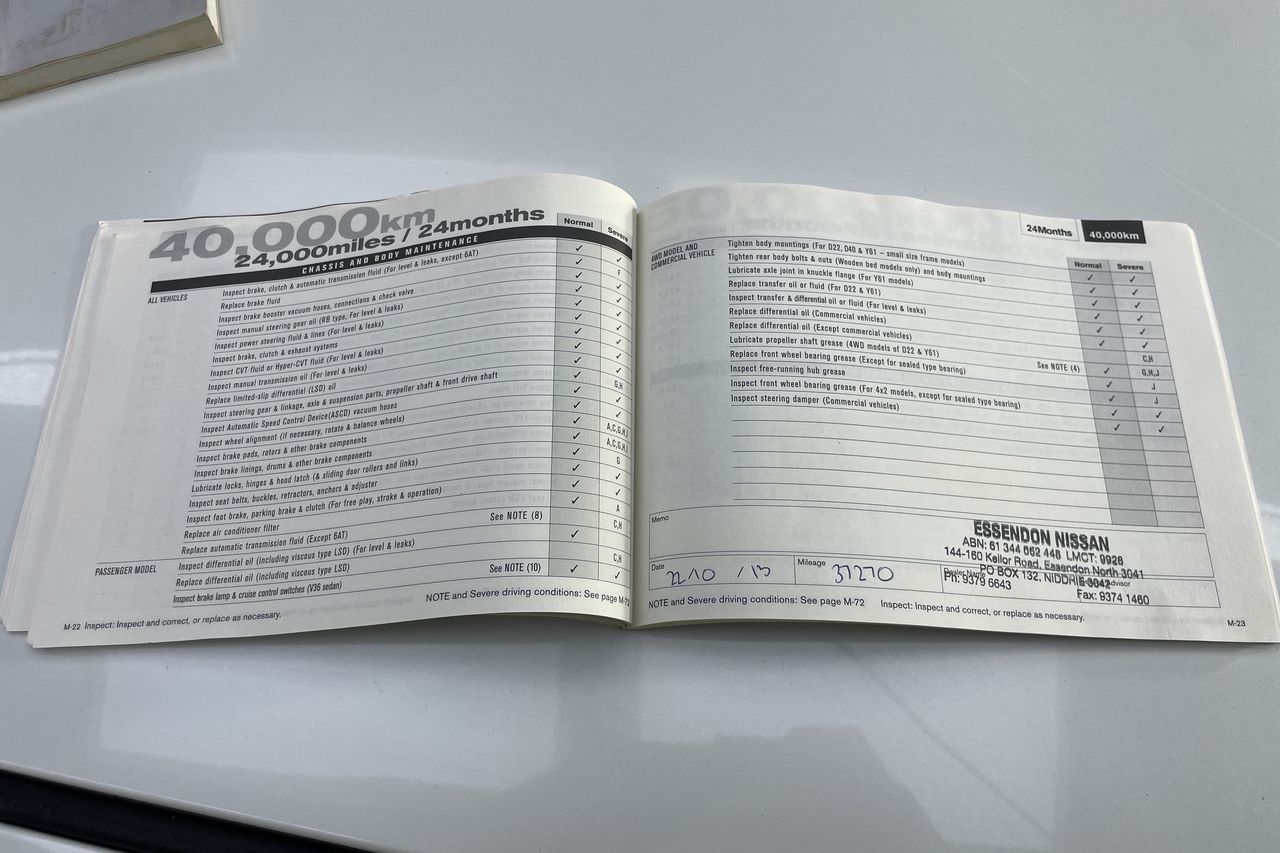 40,000km
24,000miles / 24months
Normal
Severe
CHASSIS AND BODY MAINTENANCE
ALL VEHICLES
Inspect brake, clutch & automatic transmission fluid (For level & leaks, except 6AT) ✓ ✓
Replace brake fluid ✓ F
Inspect brake booster vacuum hoses, connections & check valve ✓ ✓
Inspect manual steering gear oil (RB type, For level & leaks) ✓ ✓
Inspect power steering fluid & lines (For level & leaks) ✓ ✓
Inspect brake, clutch & exhaust systems ✓ ✓
Inspect CVT fluid or Hyper-CVT fluid (For level & leaks) ✓ ✓
Inspect manual transmission oil (For level & leaks) ✓ ✓
Replace limited-slip differential (LSD) oil ✓ G,H
Inspect steering gear & linkage, axle & suspension parts, propeller shaft & front drive shaft ✓ ✓
Inspect Automatic Speed Control Device(ASCD) vacuum hoses ✓ ✓
Inspect wheel alignment (if necessary, rotate & balance wheels) ✓
Inspect brake pads, rotors & other brake components ✓ A,C,G,H
Inspect brake linings, drums & other brake components ✓ A,C,G,H
Lubricate locks, hinges & hood latch (& sliding door rollers and links) ✓ G
Inspect seat belts, buckles, retractors, anchors & adjuster ✓ ✓
Inspect foot brake, parking brake & clutch (For free play, stroke & operation) ✓ ✓
Replace air conditioner filter ✓ A
Replace automatic transmission fluid (Except 6AT) See NOTE (8) C,H
PASSENGER MODEL
Inspect differential oil (including viscous type LSD) (For level & leaks) ✓
Replace differential oil (including viscous type LSD) C,H
Inspect brake lamp & cruise control switches (V36 sedan) See NOTE (10) ✓ ✓
NOTE and Severe driving conditions: See page M-72
M-22 Inspect: Inspect and correct, or replace as necessary.
24Months 40,000km
Normal Severe
4WD MODEL AND
COMMERCIAL VEHICLE
Tighten body mountings (For D22, D40 & Y61 – small size frame models) ✓ ✓
Tighten rear body bolts & nuts (Wooden bed models only) and body mountings ✓ ✓
Lubricate axle joint in knuckle flange (For Y61 models) ✓ ✓
Replace transfer oil or fluid (For D22 & Y61) ✓ ✓
Inspect transfer & differential oil or fluid (For level & leaks) ✓ ✓
Replace differential oil (Commercial vehicles) ✓ ✓
Replace differential oil (Except commercial vehicles) C,H
Lubricate propeller shaft grease (4WD models of D22 & Y61) ✓ G,H,J
Replace front wheel bearing grease (Except for sealed type bearing) See NOTE (4) ✓ J
Inspect free-running hub grease ✓ J
Inspect front wheel bearing grease (For 4x2 models, except for sealed type bearing) ✓ ✓
Inspect steering damper (Commercial vehicles) ✓ ✓
Memo
ESSENDON NISSAN
ABN: 61 344 662 448 LMCT: 9928
144-160 Keilor Road, Essendon North 3041
PO BOX 132, NIDDRIE 3042
Ph: 9379 6643 Fax: 9374 1460
Date 22/10 /13
Mileage 37270
Dealer Name
NOTE and Severe driving conditions: See page M-72 Inspect: Inspect and correct, or replace as necessary.
M-23